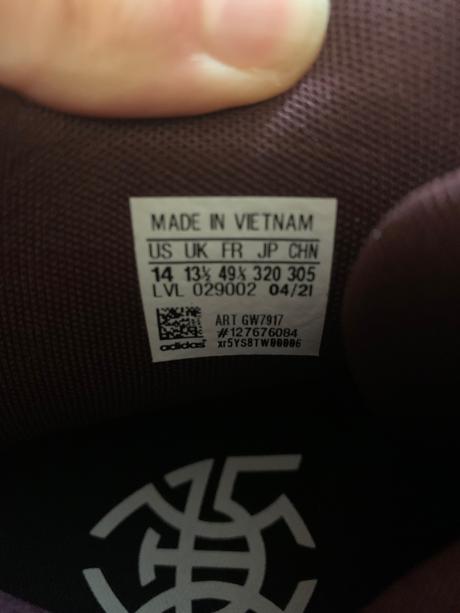 MADE IN VIETNAM
US UK FR JP CHN
14 13½ 49⅓ 320 305
LVL 029002 04/21
ART GW7917
#127676084
adidas xr5YS8TW00006